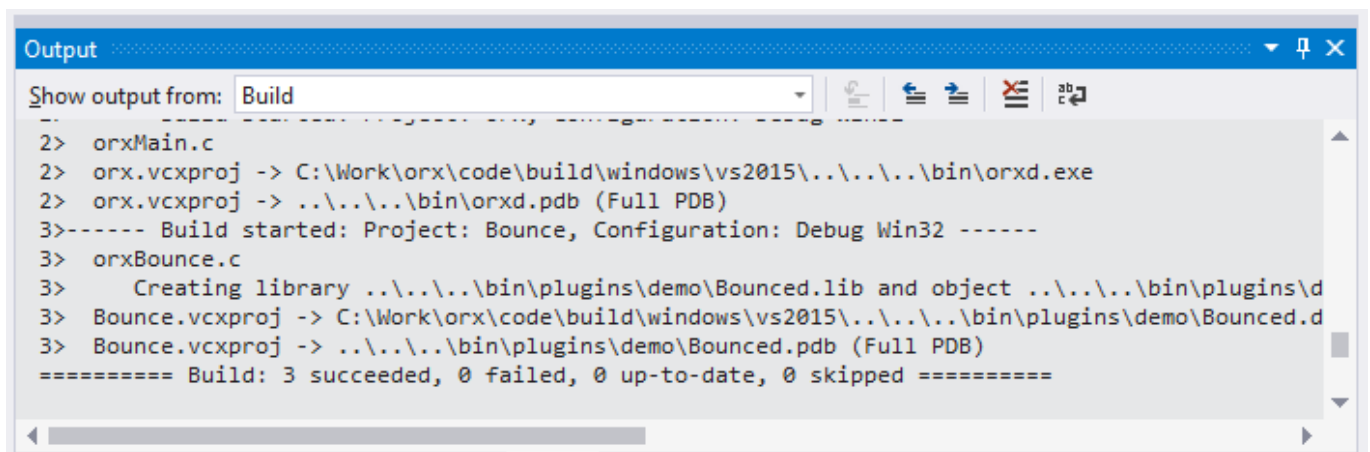 Output
Show output from: Build
2> orxMain.c
2> orx.vcxproj -> C:\Work\orx\code\build\windows\vs2015\..\..\..\bin\orxd.exe
2> orx.vcxproj -> ..\..\..\bin\orxd.pdb (Full PDB)
3>------ Build started: Project: Bounce, Configuration: Debug Win32 ------
3> orxBounce.c
3> Creating library ..\..\..\bin\plugins\demo\Bounced.lib and object ..\..\..\bin\plugins\d
3> Bounce.vcxproj -> C:\Work\orx\code\build\windows\vs2015\..\..\..\bin\plugins\demo\Bounced.d
3> Bounce.vcxproj -> ..\..\..\bin\plugins\demo\Bounced.pdb (Full PDB)
========== Build: 3 succeeded, 0 failed, 0 up-to-date, 0 skipped ==========